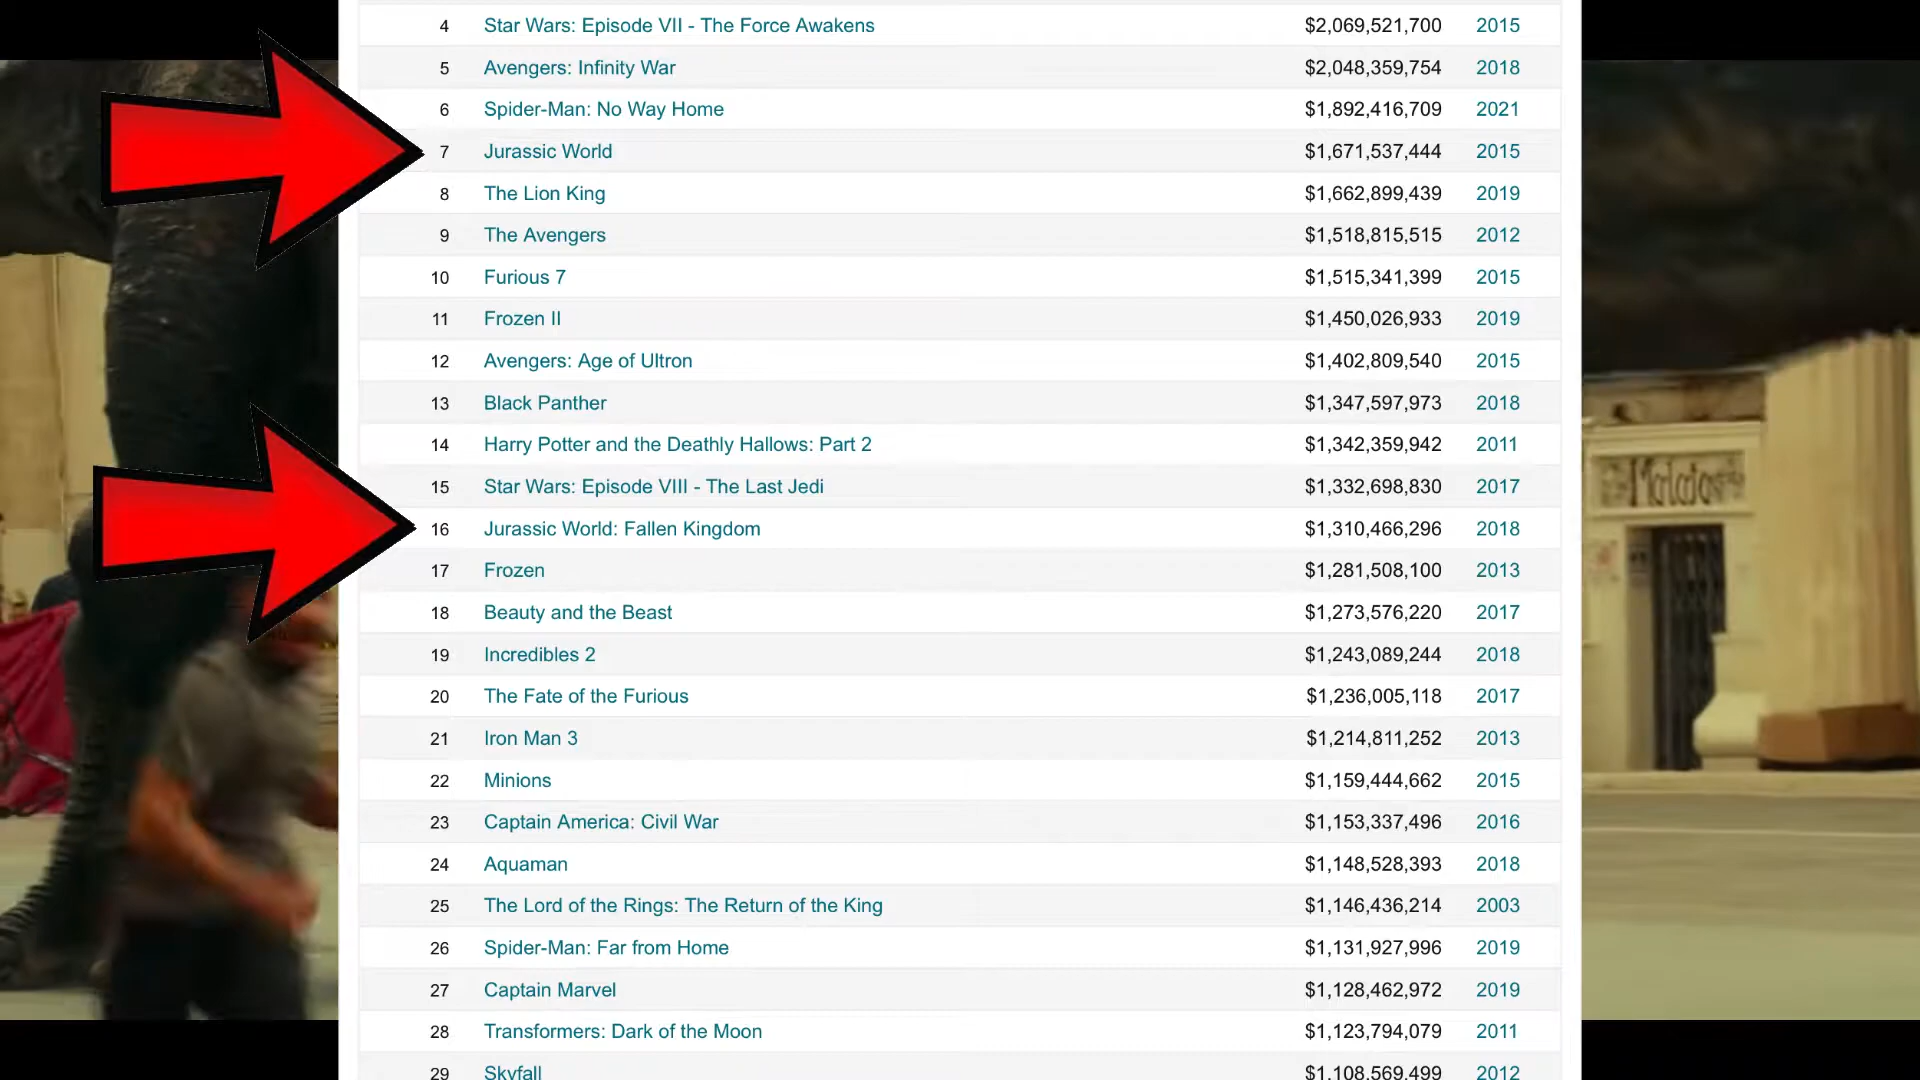 4 Star Wars: Episode VII - The Force Awakens $2,069,521,700 2015
5 Avengers: Infinity War $2,048,359,754 2018
6 Spider-Man: No Way Home $1,892,416,709 2021
7 Jurassic World $1,671,537,444 2015
8 The Lion King $1,662,899,439 2019
9 The Avengers $1,518,815,515 2012
10 Furious 7 $1,515,341,399 2015
11 Frozen II $1,450,026,933 2019
12 Avengers: Age of Ultron $1,402,809,540 2015
13 Black Panther $1,347,597,973 2018
14 Harry Potter and the Deathly Hallows: Part 2 $1,342,359,942 2011
15 Star Wars: Episode VIII - The Last Jedi $1,332,698,830 2017
16 Jurassic World: Fallen Kingdom $1,310,466,296 2018
17 Frozen $1,281,508,100 2013
18 Beauty and the Beast $1,273,576,220 2017
19 Incredibles 2 $1,243,089,244 2018
20 The Fate of the Furious $1,236,005,118 2017
21 Iron Man 3 $1,214,811,252 2013
22 Minions $1,159,444,662 2015
23 Captain America: Civil War $1,153,337,496 2016
24 Aquaman $1,148,528,393 2018
25 The Lord of the Rings: The Return of the King $1,146,436,214 2003
26 Spider-Man: Far from Home $1,131,927,996 2019
27 Captain Marvel $1,128,462,972 2019
28 Transformers: Dark of the Moon $1,123,794,079 2011
29 Skyfall $1,108,569,499 2012